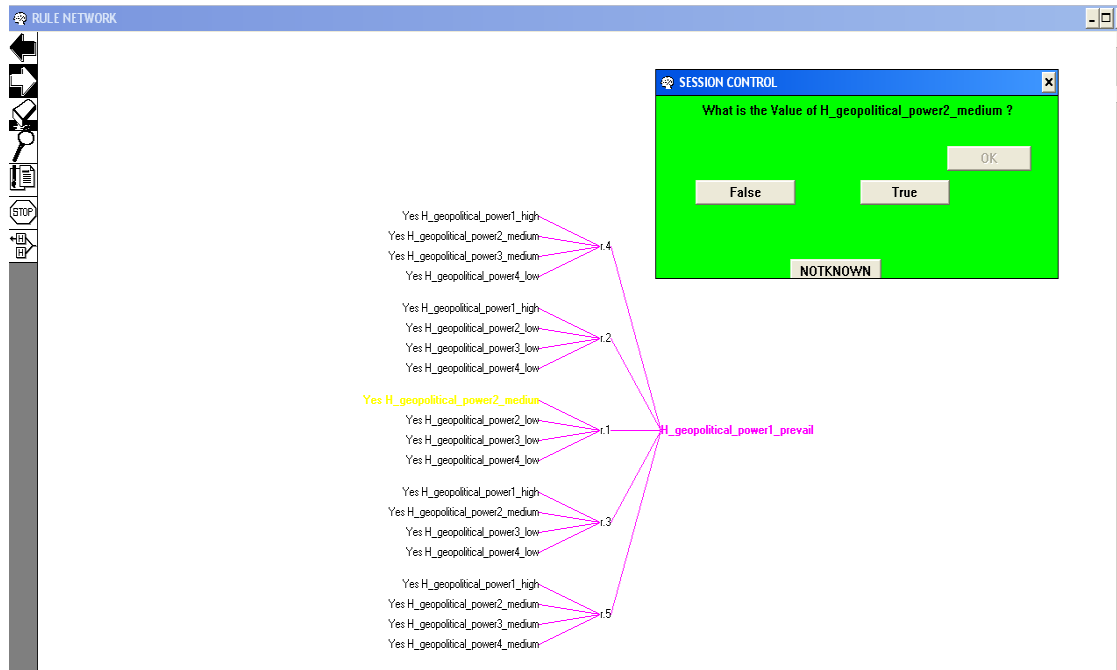 RULE NETWORK
SESSION CONTROL
What is the Value of H_geopolitical_power2_medium ?
OK
False
True
NOTKNOWN
STOP
H
H
Yes H_geopolitical_power1_high
Yes H_geopolitical_power2_medium
r.4
Yes H_geopolitical_power3_medium
Yes H_geopolitical_power4_low
Yes H_geopolitical_power1_high
Yes H_geopolitical_power2_low
r.2
Yes H_geopolitical_power3_low
Yes H_geopolitical_power4_low
Yes H_geopolitical_power2_medium
Yes H_geopolitical_power2_low
r.1
H_geopolitical_power1_prevail
Yes H_geopolitical_power3_low
Yes H_geopolitical_power4_low
Yes H_geopolitical_power1_high
Yes H_geopolitical_power2_medium
r.3
Yes H_geopolitical_power3_low
Yes H_geopolitical_power4_low
Yes H_geopolitical_power1_high
Yes H_geopolitical_power2_medium
r.5
Yes H_geopolitical_power3_medium
Yes H_geopolitical_power4_medium